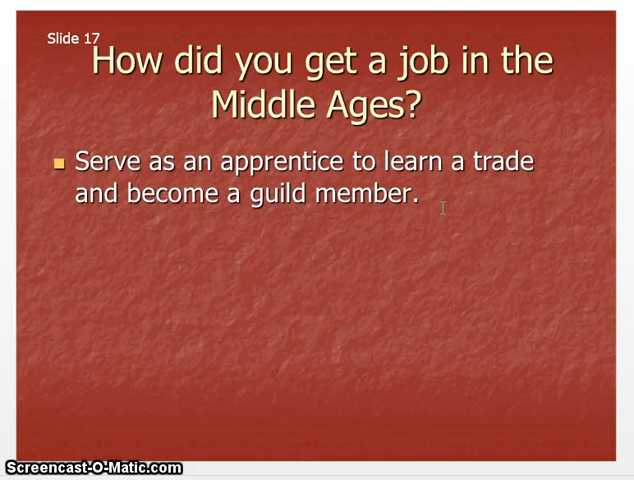 Slide 17
How did you get a job in the
Middle Ages?
Serve as an apprentice to learn a trade
and become a guild member.
Screencast-O-Matic.com